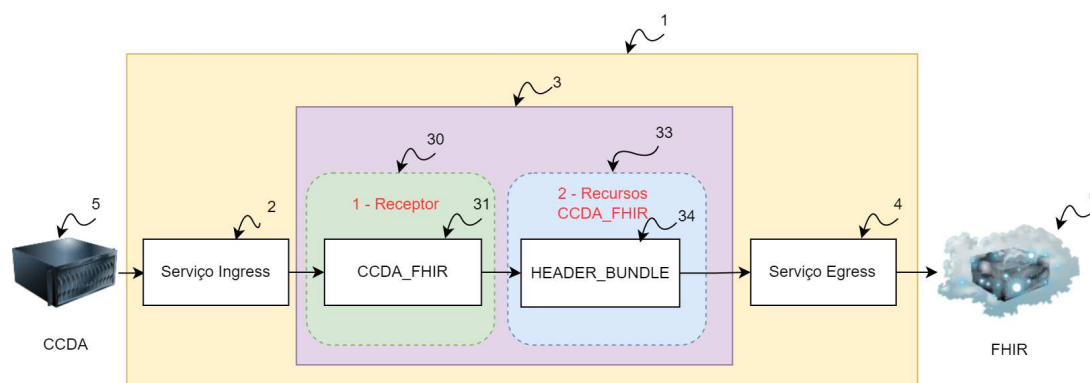 1
3
30
33
5
2
1 - Receptor
31
2 - Recursos
CCDA_FHIR
34
4
Serviço Ingress
CCDA_FHIR
HEADER_BUNDLE
Serviço Egress
CCDA
FHIR